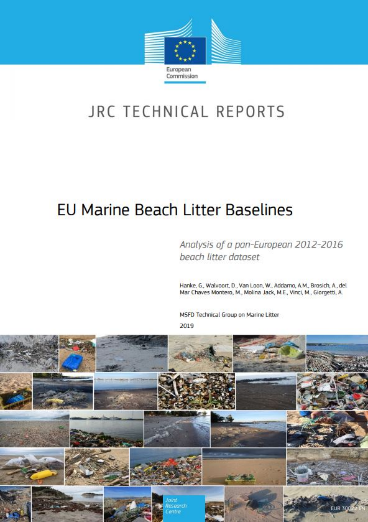 European
Commission
JRC TECHNICAL REPORTS
EU Marine Beach Litter Baselines
Analysis of a pan-European 2012-2016
beach litter dataset
Hanke, G., Walvoort, D., Van Loon, W., Addamo, A.M., Brosich, A., del
Mar Chaves Montero, M., Molina Jack, M.E., Vinci, M., Giorgetti, A.
MSFD Technical Group on Marine Litter
2019
Joint
Research
Centre
EUR